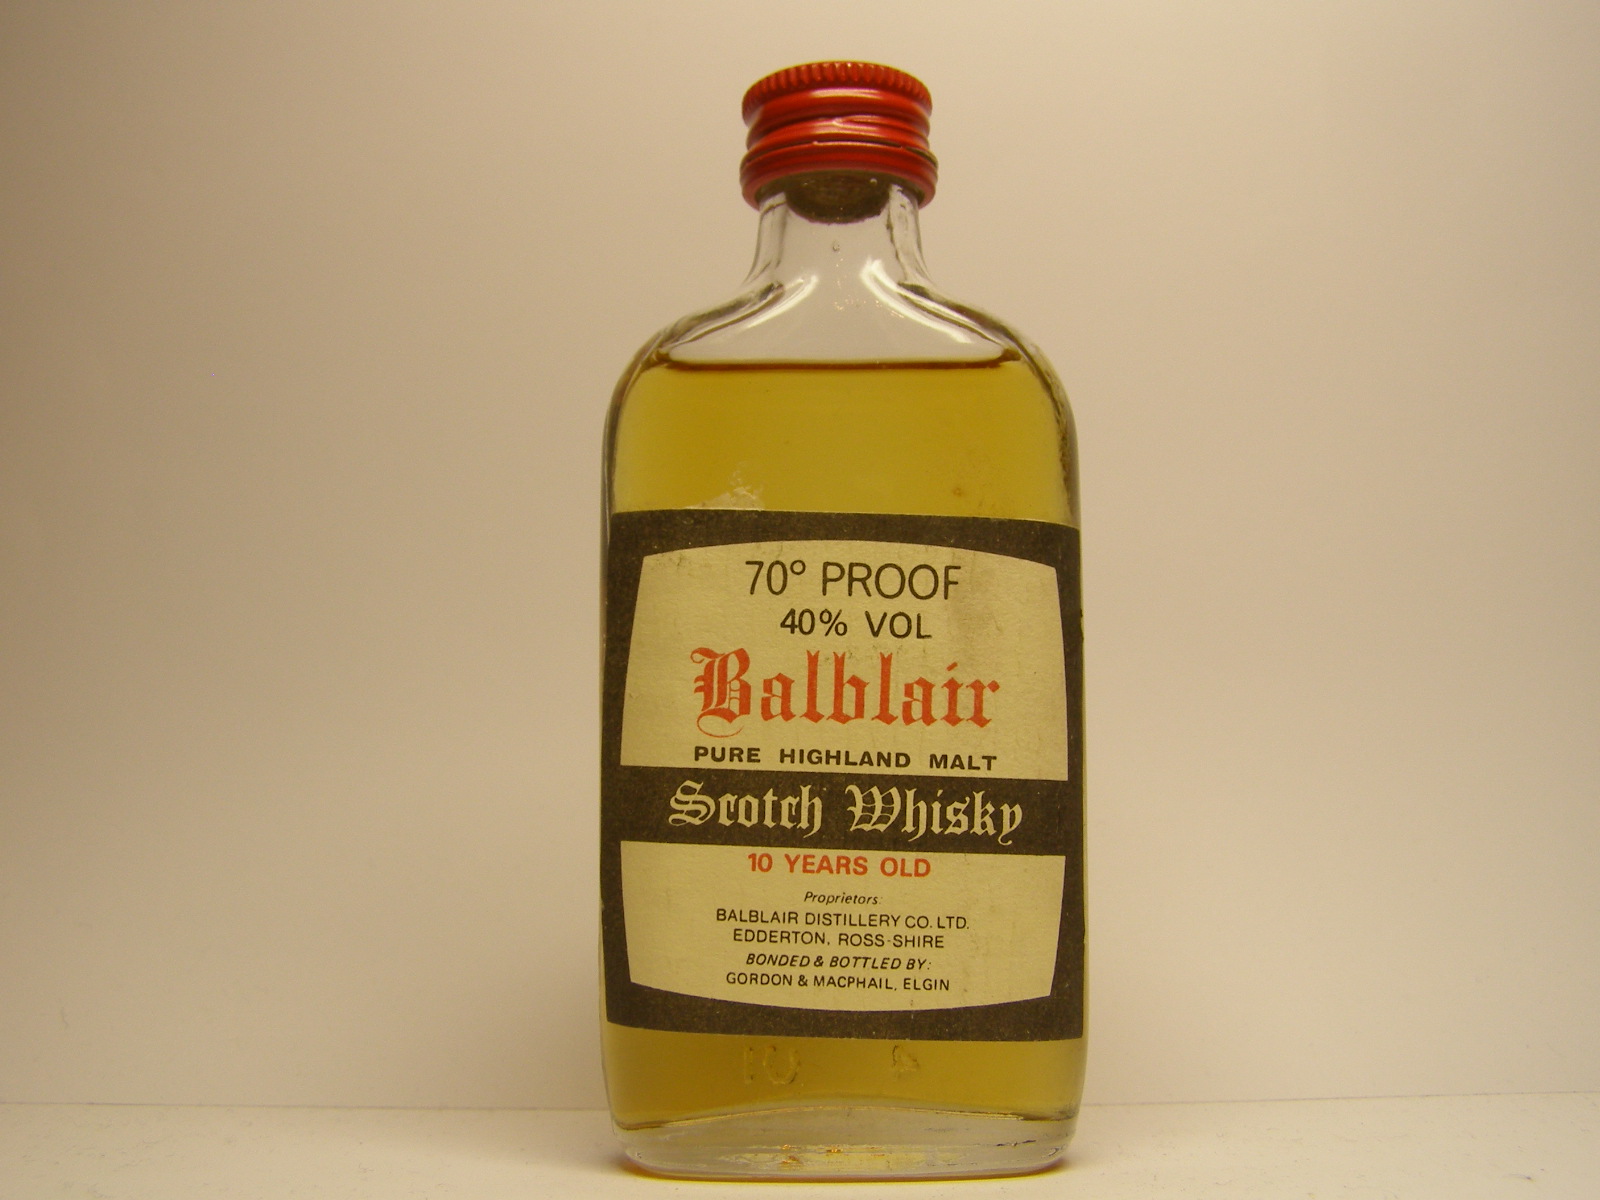 70° PROOF
40% VOL
Balblair
PURE HIGHLAND MALT
Scotch Whisky
10 YEARS OLD
Proprietors:
BALBLAIR DISTILLERY CO. LTD.
EDDERTON, ROSS-SHIRE
BONDED & BOTTLED BY:
GORDON & MACPHAIL, ELGIN